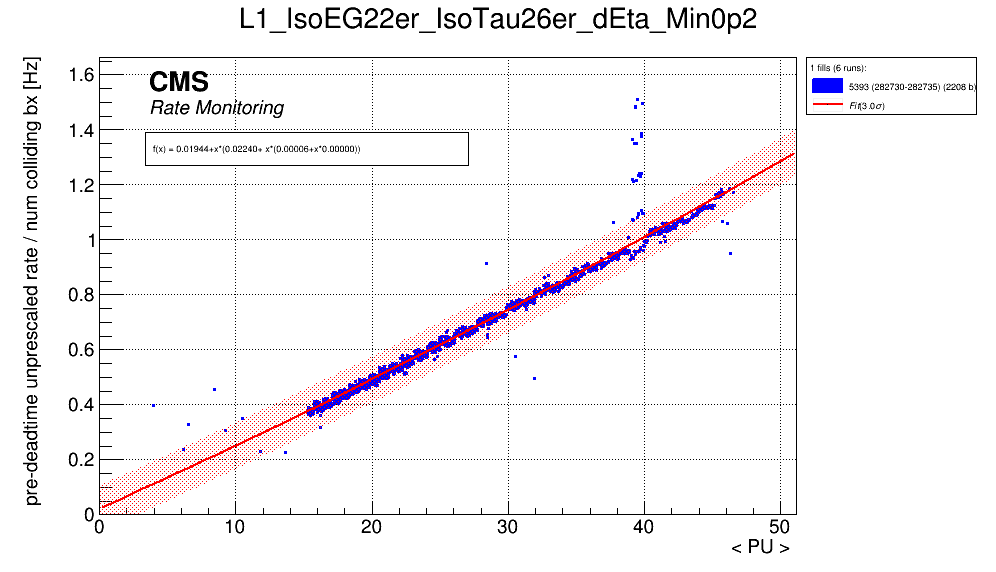 L1_IsoEG22er_IsoTau26er_dEta_Min0p2
pre-deadtime unprescaled rate / num colliding bx [Hz]
CMS
Rate Monitoring
f(x) = 0.01944+x*(0.02240+ x*(0.00006+x*0.00000))
1.6
1.4
1.2
1
0.8
0.6
0.4
0.2
0
0 10 20 30 40 50
< PU >
1 fills (6 runs):
5393 (282730-282735) (2208 b)
Fit(3.0σ)